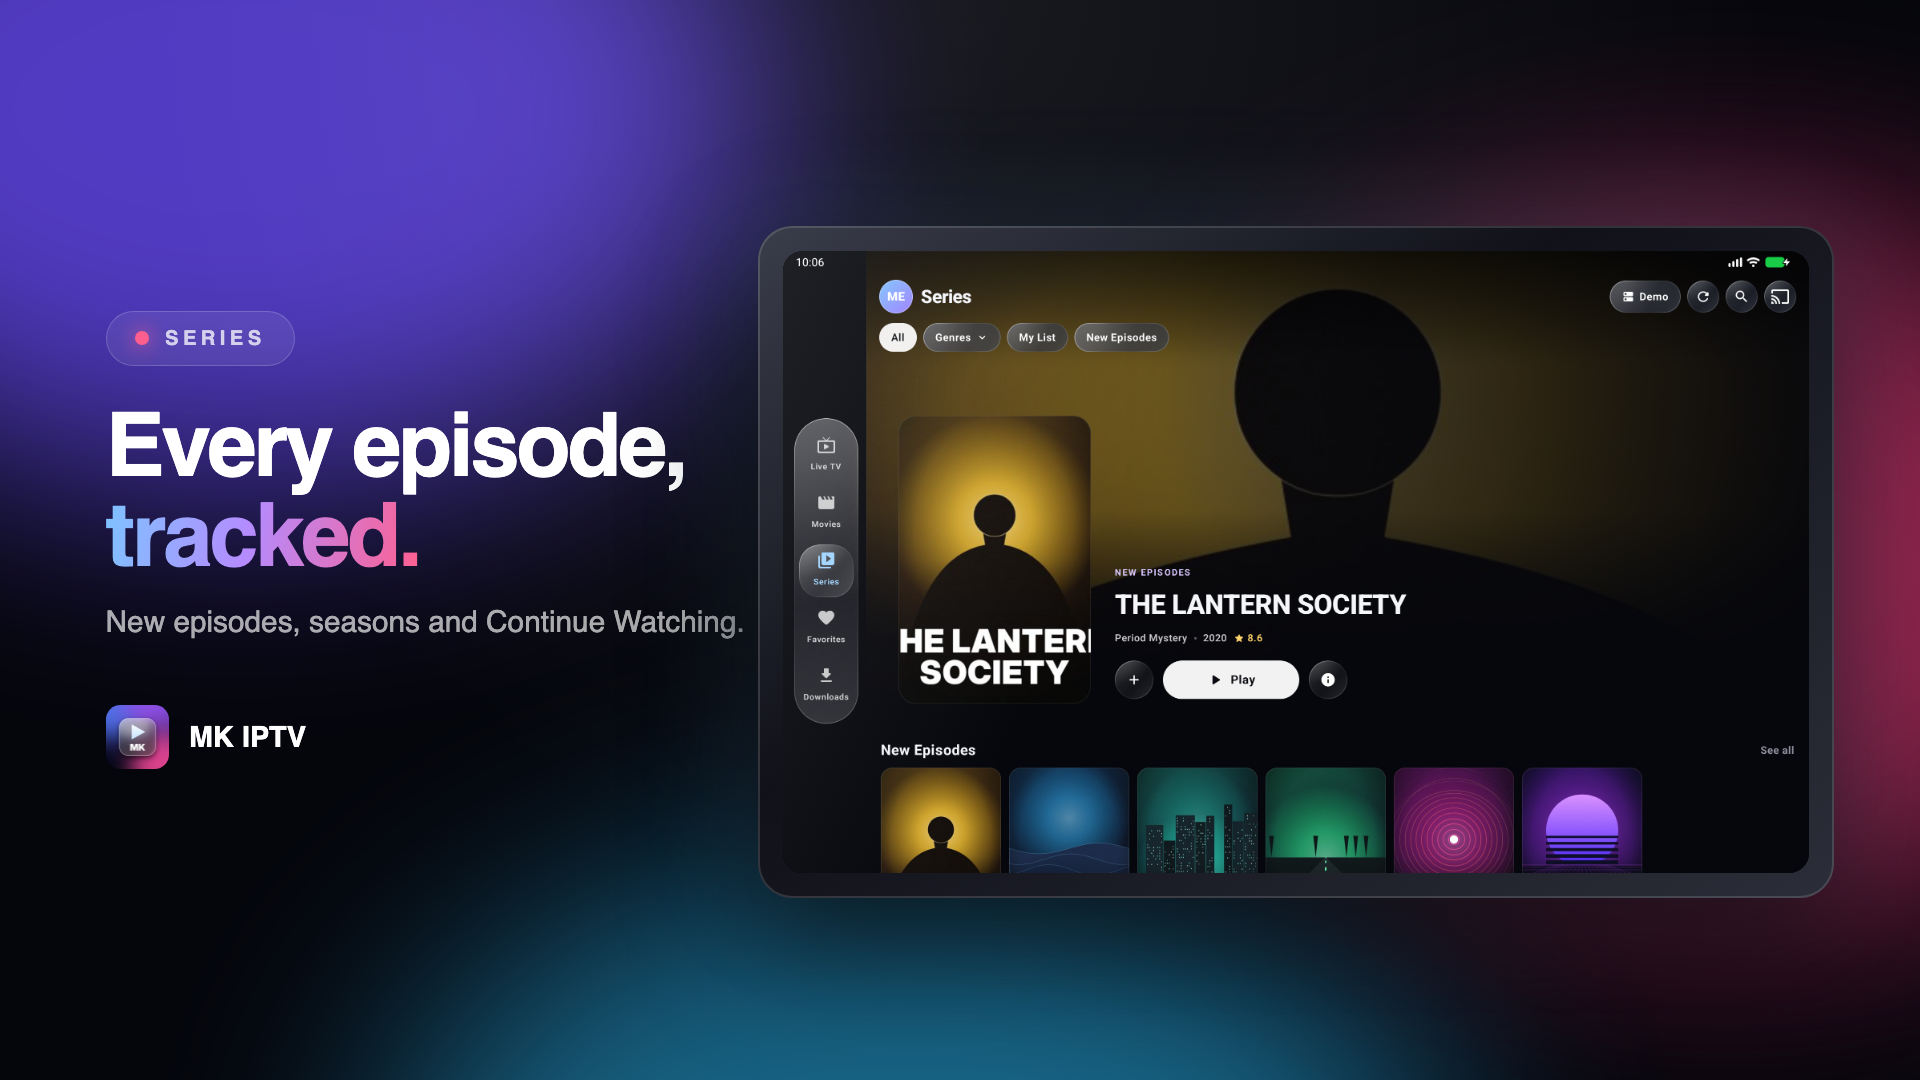 SERIES
Every episode,
tracked.
New episodes, seasons and Continue Watching.
MK
MK IPTV
10:06
ME
Series
Demo
All
Genres
My List
New Episodes
Live TV
Movies
Series
Favorites
Downloads
HE LANTER
SOCIETY
NEW EPISODES
THE LANTERN SOCIETY
Period Mystery • 2020 ★ 8.6
Play
New Episodes
See all